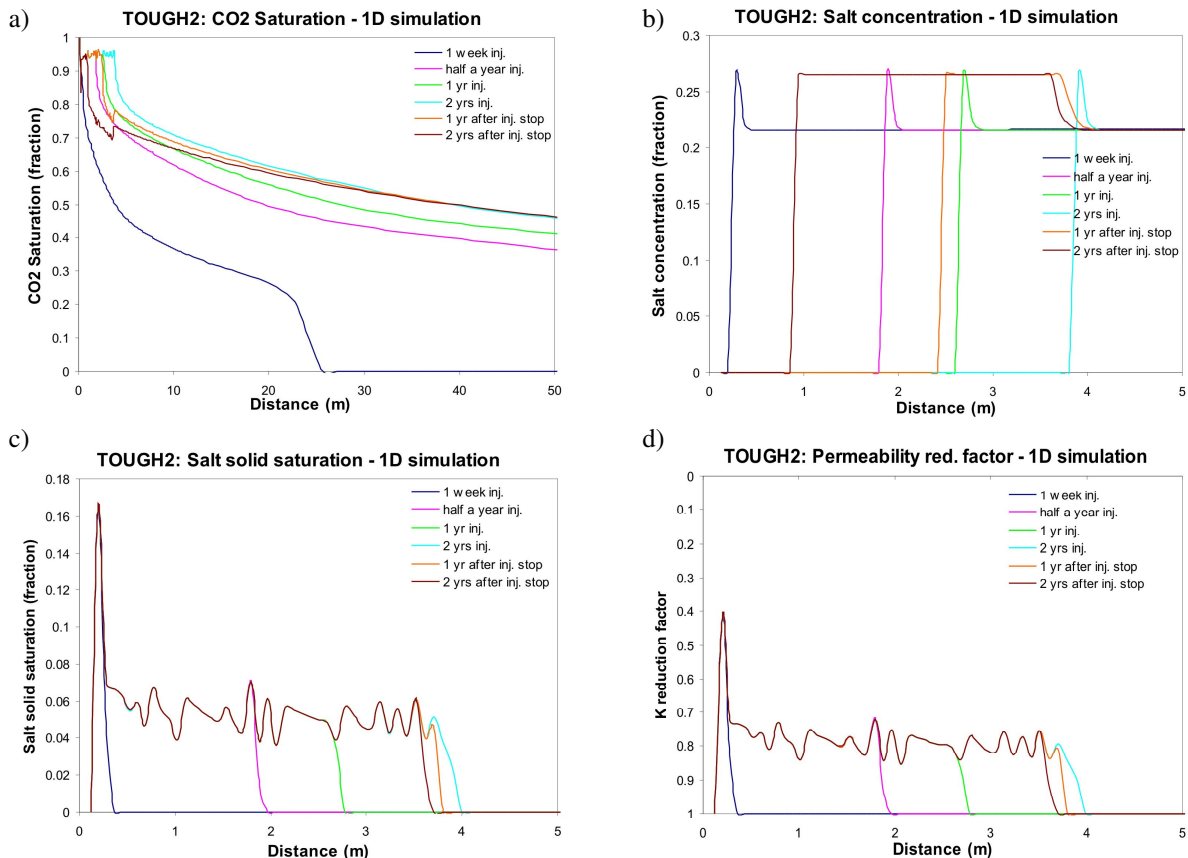 a)
TOUGH2: CO2 Saturation - 1D simulation
1
0.9
0.8
0.7
0.6
0.5
0.4
0.3
0.2
0.1
0
CO2 Saturation (fraction)
1 week inj.
half a year inj.
1 yr inj.
2 yrs inj.
1 yr after inj. stop
2 yrs after inj. stop
0
10
20
30
40
50
Distance (m)
b)
TOUGH2: Salt concentration - 1D simulation
0.3
0.25
0.2
0.15
0.1
0.05
0
Salt concentration (fraction)
1 week inj.
half a year inj.
1 yr inj.
2 yrs inj.
1 yr after inj. stop
2 yrs after inj. stop
0
1
2
3
4
5
Distance (m)
c)
TOUGH2: Salt solid saturation - 1D simulation
0.18
0.16
0.14
0.12
0.1
0.08
0.06
0.04
0.02
0
Salt solid saturation (fraction)
1 week inj.
half a year inj.
1 yr inj.
2 yrs inj.
1 yr after inj. stop
2 yrs after inj. stop
0
1
2
3
4
5
Distance (m)
d)
TOUGH2: Permeability red. factor - 1D simulation
0
0.1
0.2
0.3
0.4
0.5
0.6
0.7
0.8
0.9
1
K reduction factor
1 week inj.
half a year inj.
1 yr inj.
2 yrs inj.
1 yr after inj. stop
2 yrs after inj. stop
0
1
2
3
4
5
Distance (m)